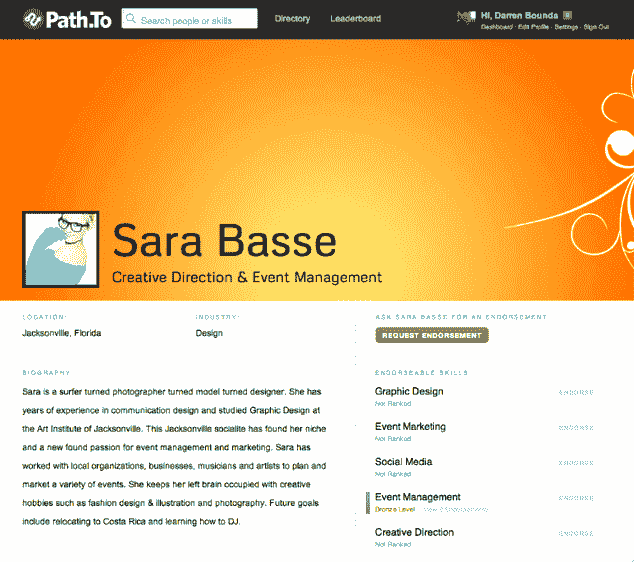 Path.To
Search people or skills
Directory
Leaderboard
Hi, Darren Bounda
Dashboard · Edit Profile · Settings · Sign Out
Sara Basse
Creative Direction & Event Management
LOCATION:
Jacksonville, Florida
INDUSTRY:
Design
BIOGRAPHY
Sara is a surfer turned photographer turned model turned designer. She has
years of experience in communication design and studied Graphic Design at
the Art Institute of Jacksonville. This Jacksonville socialite has found her niche
and a new found passion for event management and marketing. Sara has
worked with local organizations, businesses, musicians and artists to plan and
market a variety of events. She keeps her left brain occupied with creative
hobbies such as fashion design & illustration and photography. Future goals
include relocating to Costa Rica and learning how to DJ.
ASK SARA BASSE FOR AN ENDORSEMENT
REQUEST ENDORSEMENT
ENDORSEABLE SKILLS
Graphic Design
ENDORSE
Not Ranked
Event Marketing
ENDORSE
Not Ranked
Social Media
ENDORSE
Not Ranked
Event Management
ENDORSE
Bronze Level
Creative Direction
ENDORSE
Not Ranked